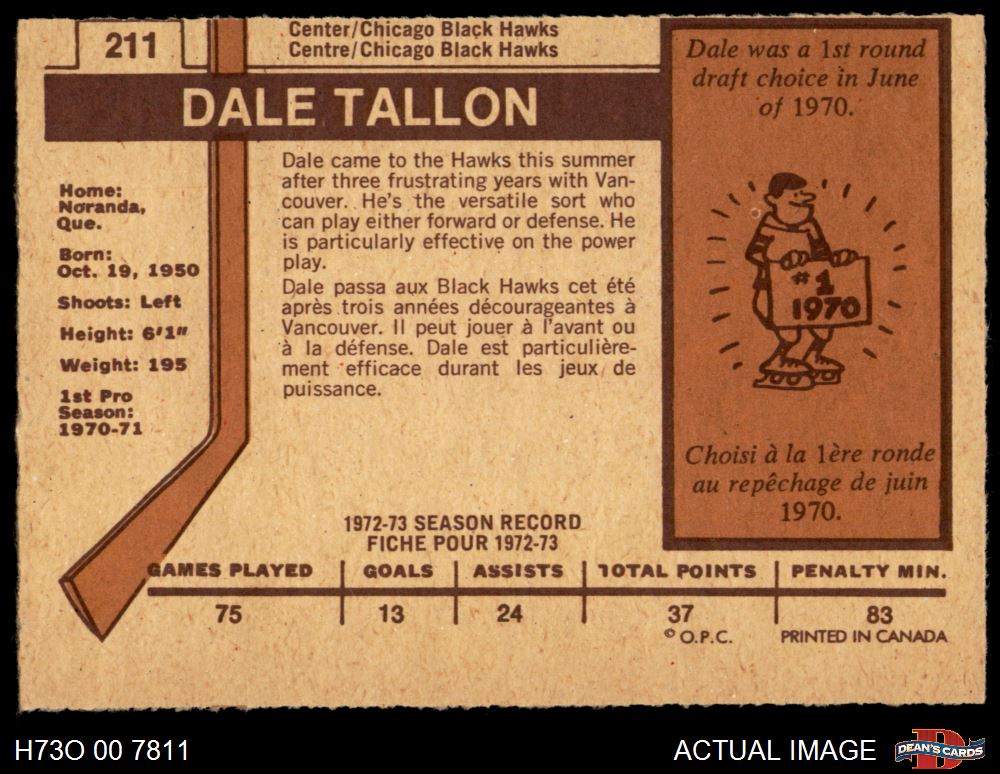 211
Center/Chicago Black Hawks
Centre/Chicago Black Hawks
DALE TALLON
Home:
Noranda,
Que.
Born:
Oct. 19, 1950
Shoots: Left
Height: 6'1"
Weight: 195
1st Pro
Season:
1970-71
Dale came to the Hawks this summer
after three frustrating years with Van-
couver. He's the versatile sort who
can play either forward or defense. He
is particularly effective on the power
play.
Dale passa aux Black Hawks cet été
après trois années décourageantes à
Vancouver. Il peut jouer à l'avant ou
à la défense. Dale est particulière-
ment efficace durant les jeux de
puissance.
Dale was a 1st round
draft choice in June
of 1970.
#1
1970
Choisi à la 1ère ronde
au repêchage de juin
1970.
1972-73 SEASON RECORD
FICHE POUR 1972-73
GAMES PLAYED GOALS ASSISTS TOTAL POINTS PENALTY MIN.
75 13 24 37 83
© O.P.C. PRINTED IN CANADA
H73O 00 7811
ACTUAL IMAGE
D
DEAN'S CARDS